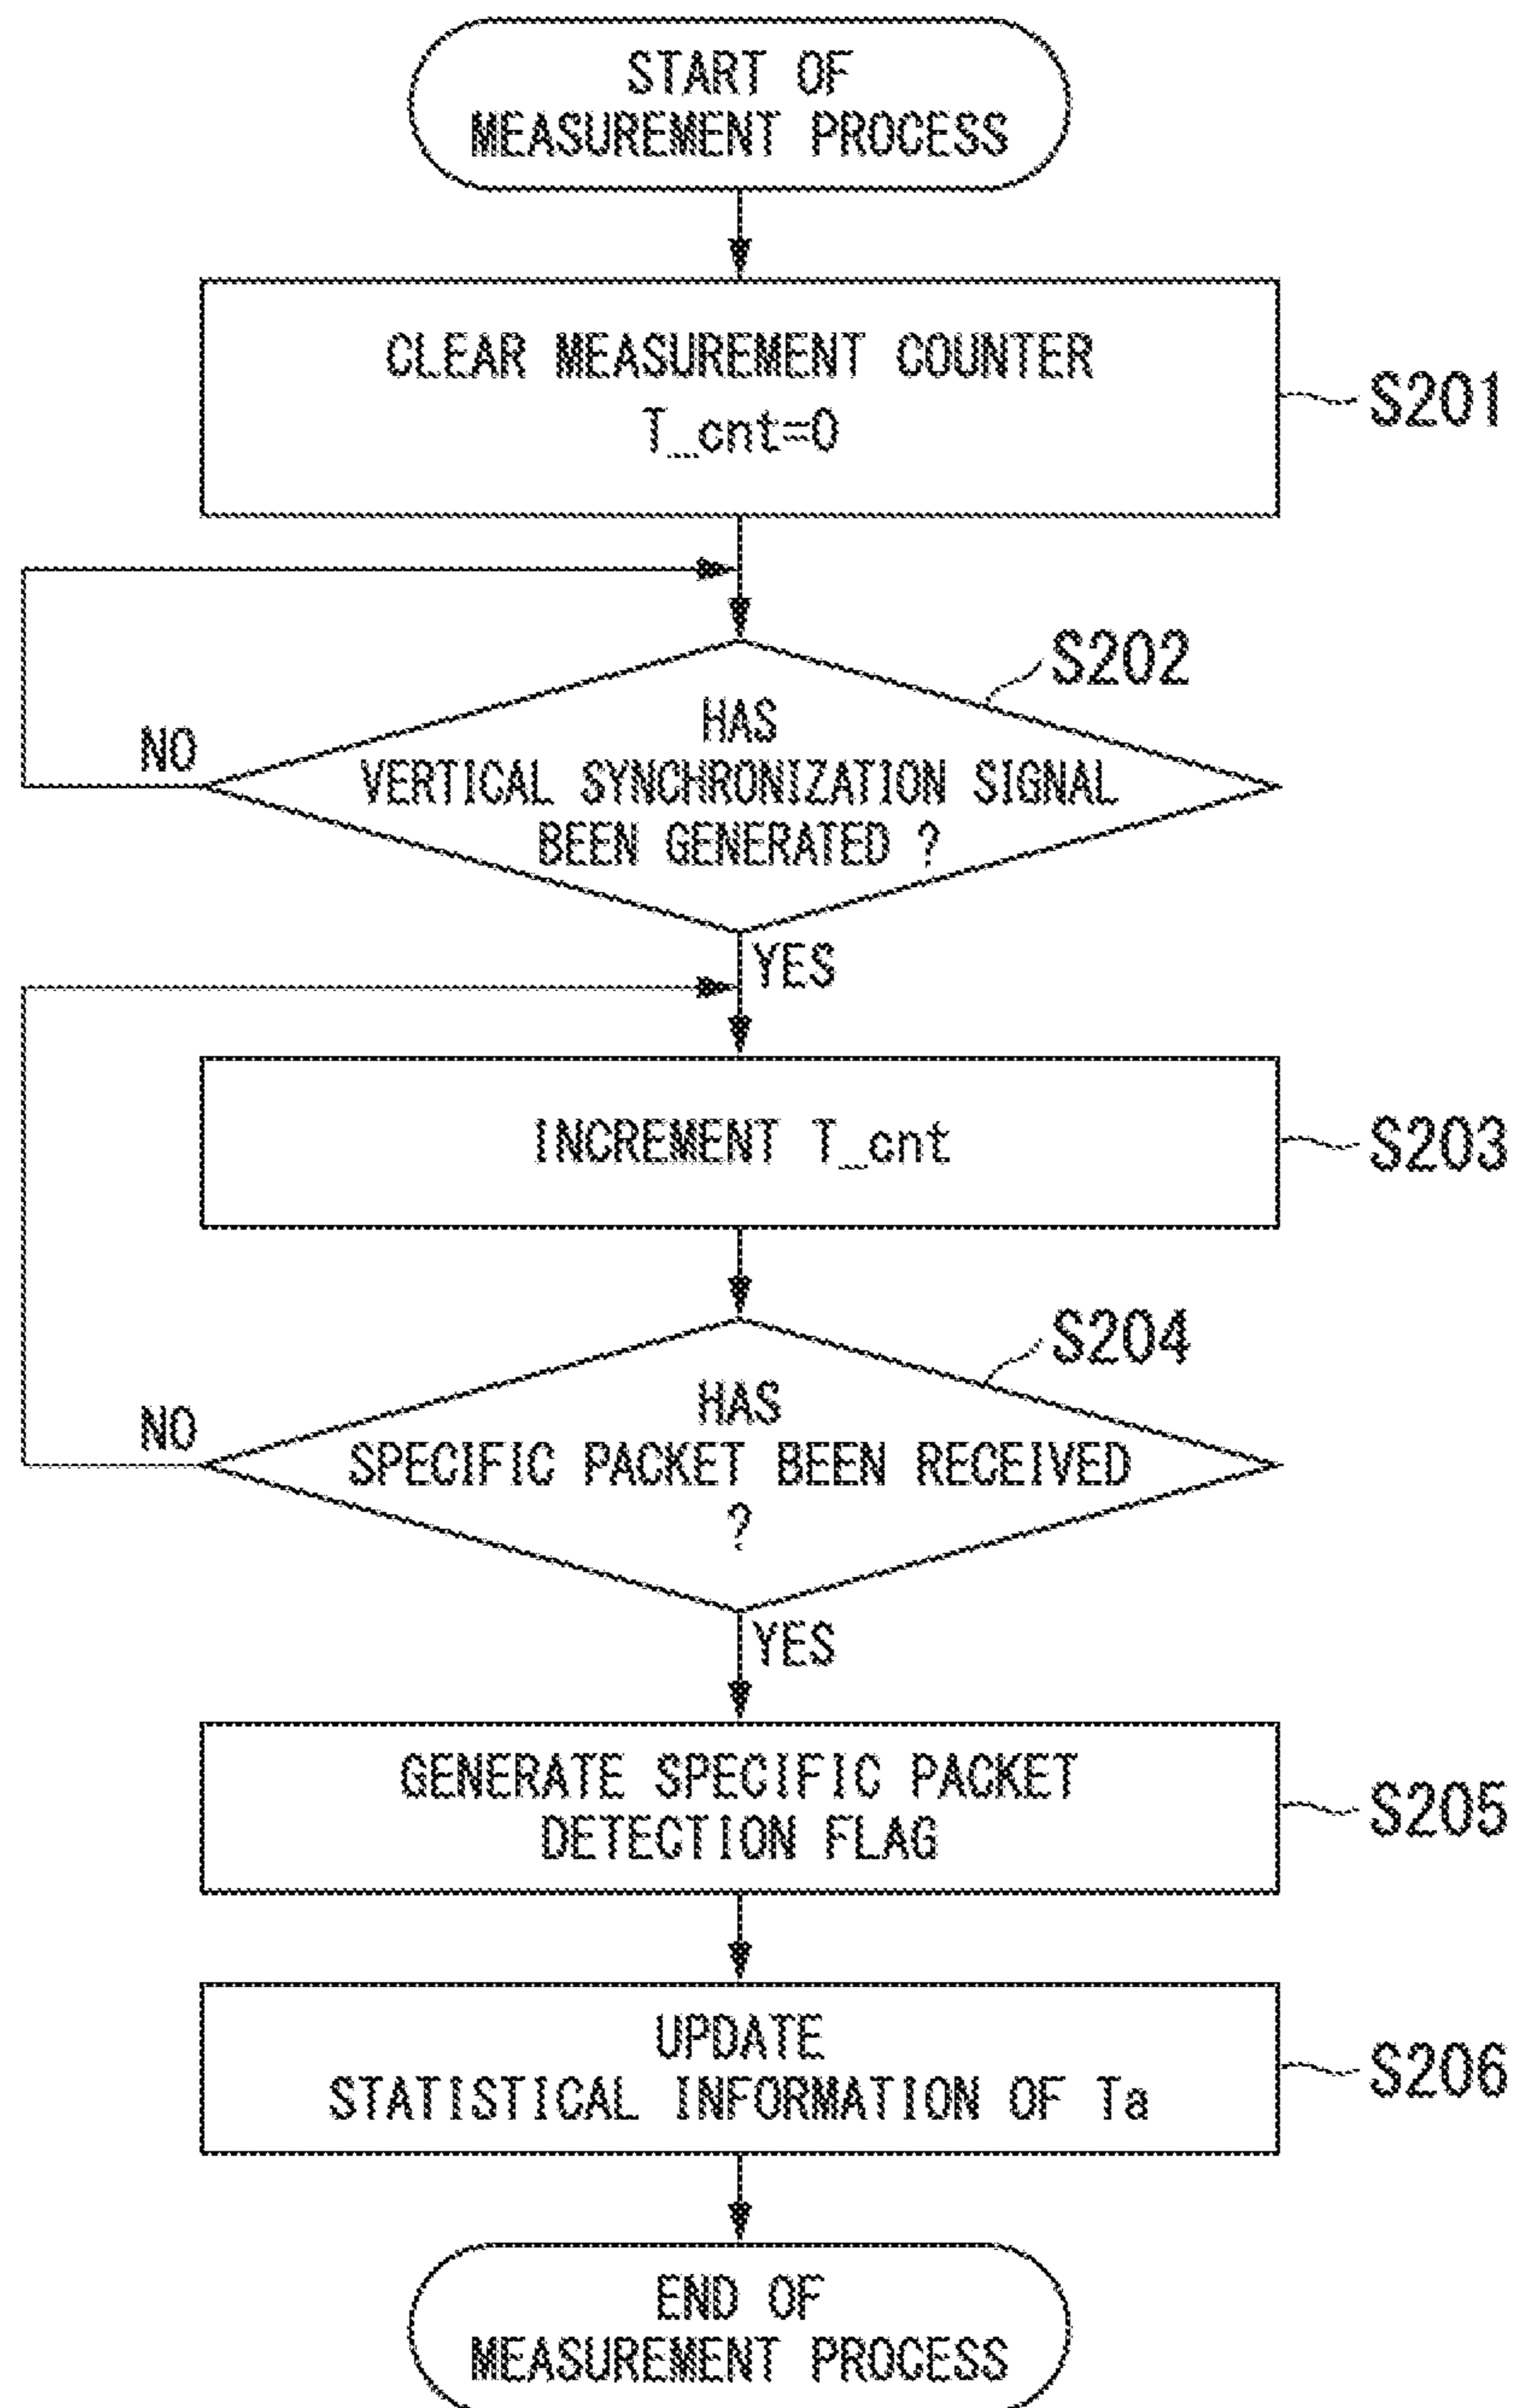 START OF
MEASUREMENT PROCESS
CLEAR MEASUREMENT COUNTER
T_cnt=0
S201
S202
HAS
VERTICAL SYNCHRONIZATION SIGNAL
BEEN GENERATED ?
NO
YES
INCREMENT T_cnt
S203
S204
HAS
SPECIFIC PACKET BEEN RECEIVED
?
NO
YES
GENERATE SPECIFIC PACKET
DETECTION FLAG
S205
UPDATE
STATISTICAL INFORMATION OF Ta
S206
END OF
MEASUREMENT PROCESS